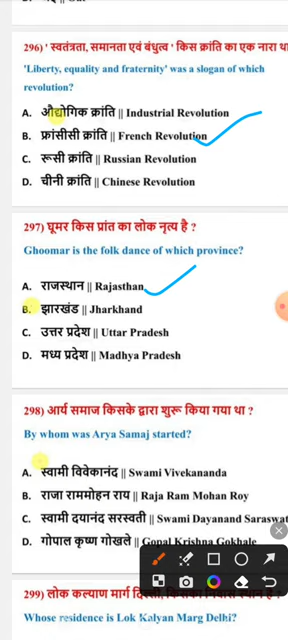 296) ' स्वतंत्रता, समानता एवं बंधुत्व ' किस क्रांति का एक नारा था
'Liberty, equality and fraternity' was a slogan of which
revolution?
A. औद्योगिक क्रांति || Industrial Revolution
B. फ्रांसीसी क्रांति || French Revolution
C. रूसी क्रांति || Russian Revolution
D. चीनी क्रांति || Chinese Revolution
297) घूमर किस प्रांत का लोक नृत्य है ?
Ghoomar is the folk dance of which province?
A. राजस्थान || Rajasthan
B. झारखंड || Jharkhand
C. उत्तर प्रदेश || Uttar Pradesh
D. मध्य प्रदेश || Madhya Pradesh
298) आर्य समाज किसके द्वारा शुरू किया गया था ?
By whom was Arya Samaj started?
A. स्वामी विवेकानंद || Swami Vivekananda
B. राजा राममोहन राय || Raja Ram Mohan Roy
C. स्वामी दयानंद सरस्वती || Swami Dayanand Saraswat
D. गोपाल कृष्ण गोखले || Gopal Krishna Gokhale
299) लोक कल्याण मार्ग दिल्ली, किसका निवास स्थान है ?
Whose residence is Lok Kalyan Marg Delhi?